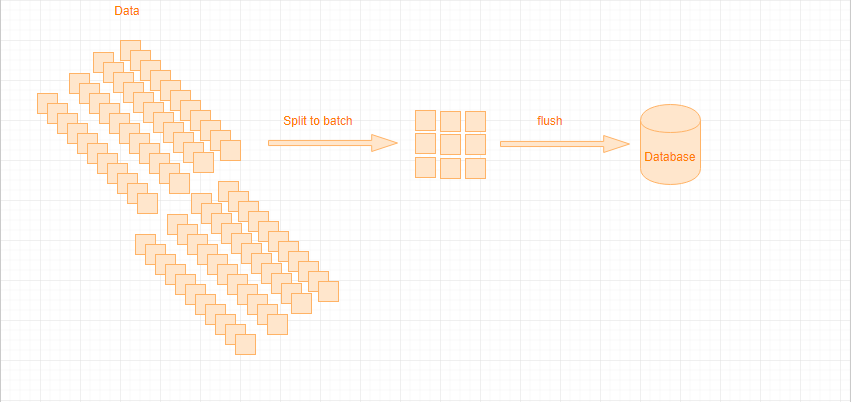 Data
Split to batch
flush
Database